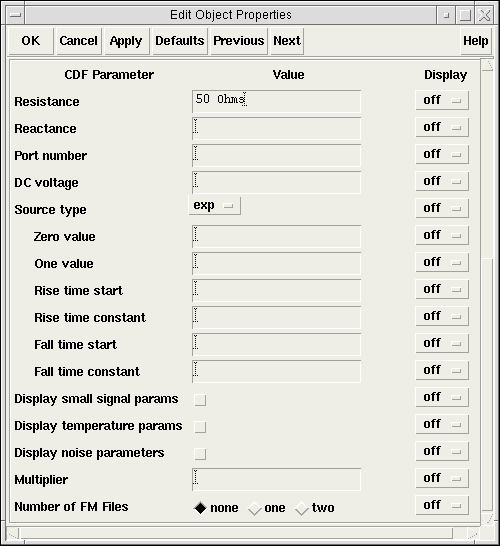 Edit Object Properties
OK Cancel Apply Defaults Previous Next Help
CDF Parameter Value Display
Resistance 50 Ohms off
Reactance off
Port number off
DC voltage off
Source type exp off
Zero value off
One value off
Rise time start off
Rise time constant off
Fall time start off
Fall time constant off
Display small signal params off
Display temperature params off
Display noise parameters off
Multiplier off
Number of FM Files none one two off